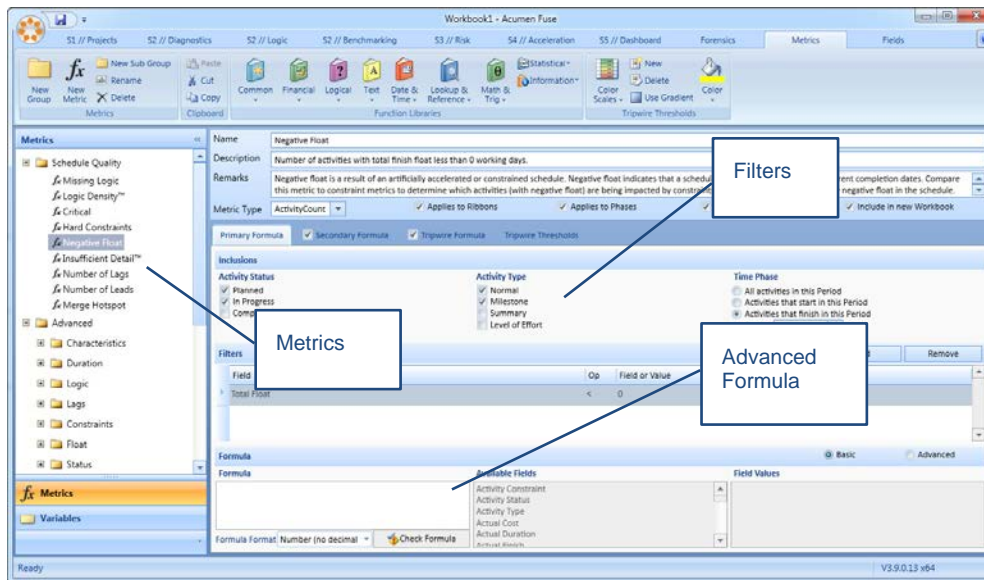 Workbook1 - Acumen Fuse
S1 // Projects S2 // Diagnostics S2 // Logic S2 // Benchmarking S3 // Risk S4 // Acceleration S5 // Dashboard Forensics Metrics Fields
New Group
New Metric
New Sub Group
Rename
Delete
Metrics
Paste
Cut
Copy
Clipboard
Common
Financial
Logical
Text
Date & Time
Lookup & Reference
Math & Trig
Statistical
Information
Function Libraries
Color Scales
New
Delete
Use Gradient
Color
Tripwire Thresholds
Metrics
Schedule Quality
Missing Logic
Logic Density™
Critical
Hard Constraints
Negative Float
Insufficient Detail™
Number of Lags
Number of Leads
Merge Hotspot
Advanced
Characteristics
Duration
Logic
Lags
Constraints
Float
Status
fx Metrics
Variables
Name Negative Float
Description Number of activities with total finish float less than 0 working days.
Remarks Negative float is a result of an artificially accelerated or constrained schedule. Negative float indicates that a sched rent completion dates. Compare
this metric to constraint metrics to determine which activities (with negative float) are being impacted by constra negative float in the schedule.
Metric Type ActivityCount Applies to Ribbons Applies to Phases Include in new Workbook
Primary Formula Secondary Formula Tripwire Formula Tripwire Thresholds
Inclusions
Activity Status
Planned
In Progress
Comp
Activity Type
Normal
Milestone
Summary
Level of Effort
Time Phase
All activities in this Period
Activities that start in this Period
Activities that finish in this Period
Filters
Remove
Field Op Field or Value
Total Float < 0
Formula
Basic Advanced
Formula
Available Fields
Activity Constraint
Activity Status
Activity Type
Actual Cost
Actual Duration
Actual Finish
Field Values
Formula Format Number (no decimal Check Formula
Ready V3.9.0.13 x64
Filters
Metrics
Advanced
Formula